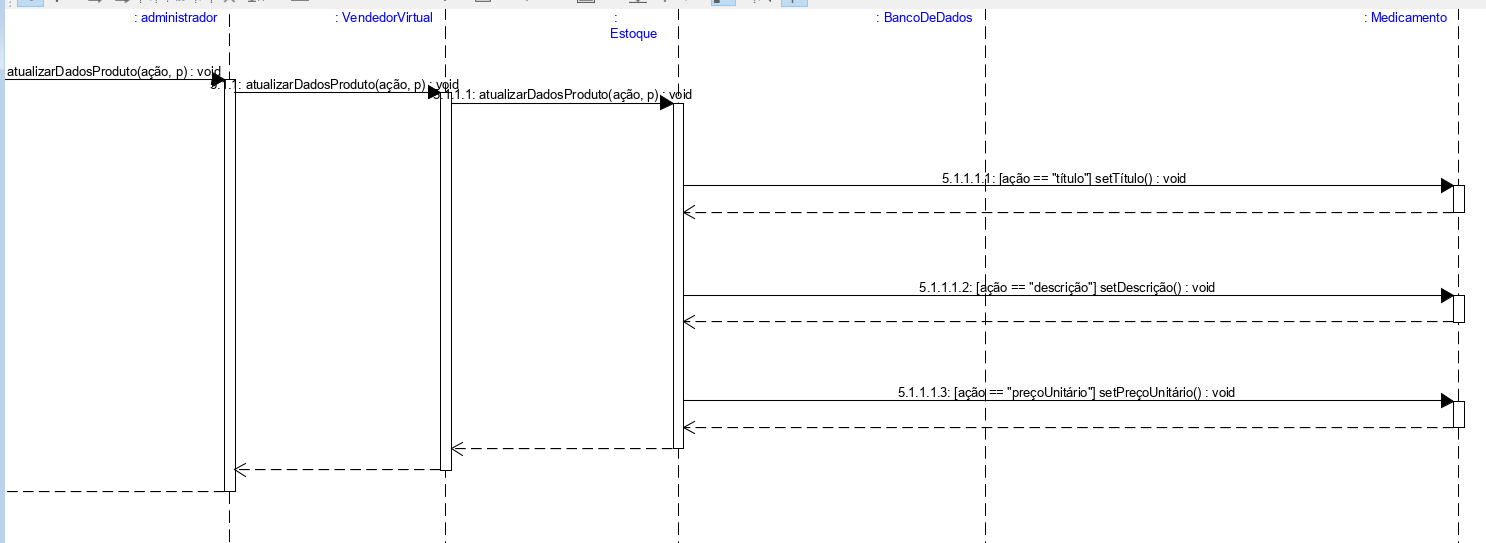 : administrador
: VendedorVirtual
:
Estoque
: BancoDeDados
: Medicamento
atualizarDadosProduto(ação, p) : void
5.1.1: atualizarDadosProduto(ação, p) : void
5.1.1.1: atualizarDadosProduto(ação, p) : void
5.1.1.1.1: [ação == "título"] setTítulo() : void
5.1.1.1.2: [ação == "descrição"] setDescrição() : void
5.1.1.1.3: [ação == "preçoUnitário"] setPreçoUnitário() : void